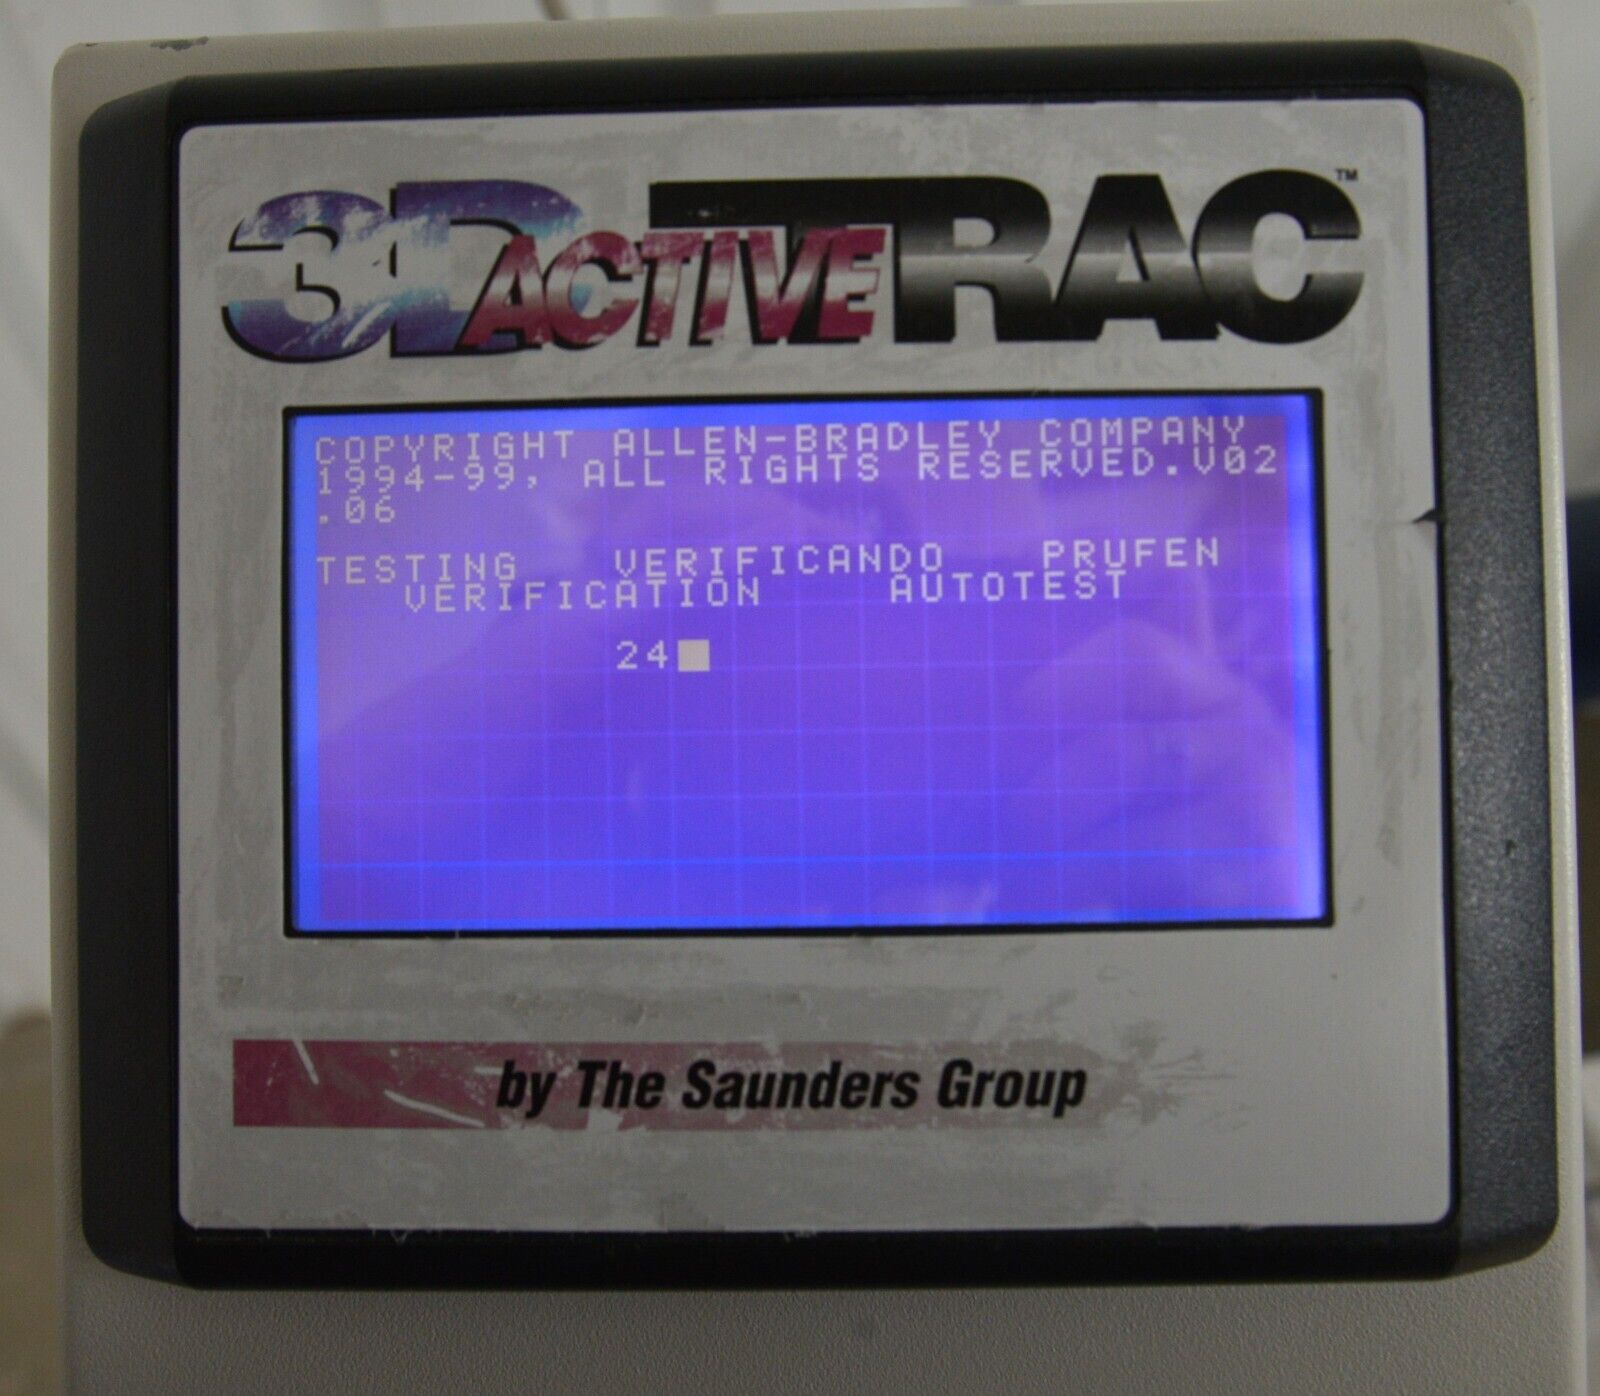 3D ACTIVE TRAC™
COPYRIGHT ALLEN-BRADLEY COMPANY
1994-99, ALL RIGHTS RESERVED.V02
.06
TESTING VERIFICANDO PRUFEN
VERIFICATION AUTOTEST
24
by The Saunders Group